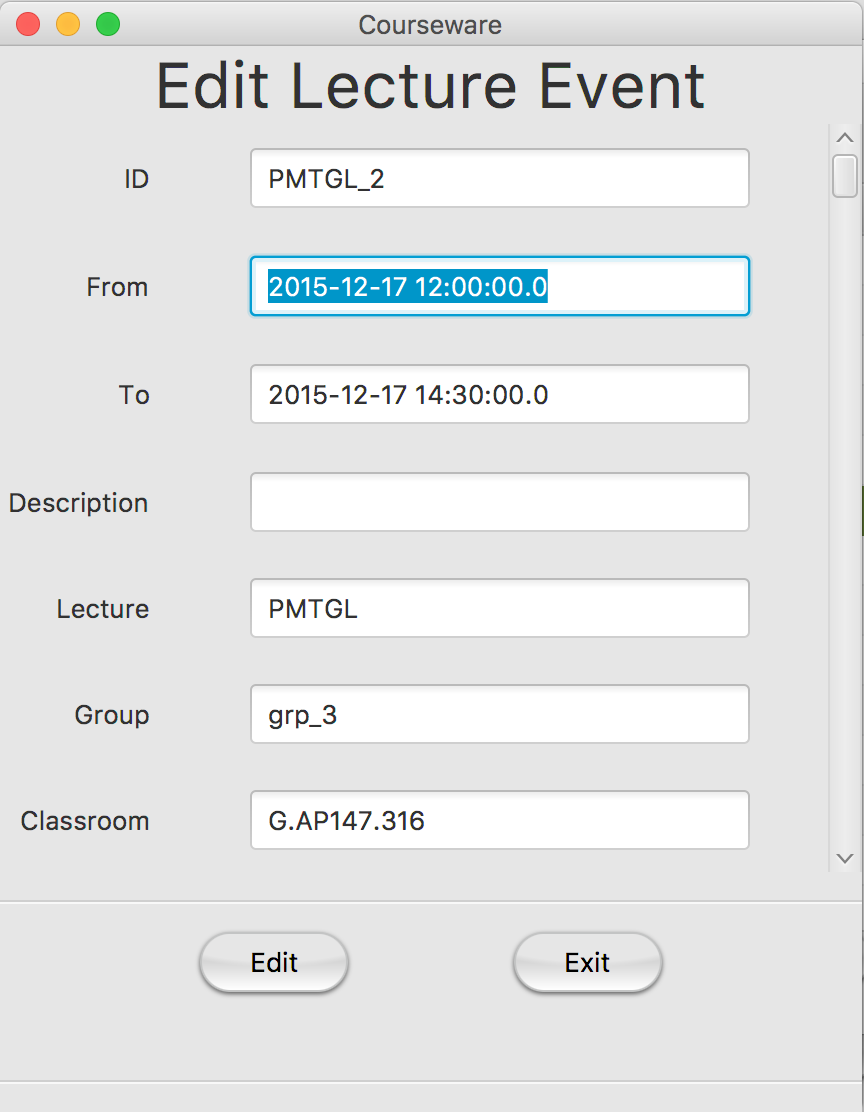 Courseware
Edit Lecture Event
ID PMTGL_2
From 2015-12-17 12:00:00.0
To 2015-12-17 14:30:00.0
Description
Lecture PMTGL
Group grp_3
Classroom G.AP147.316
Edit Exit